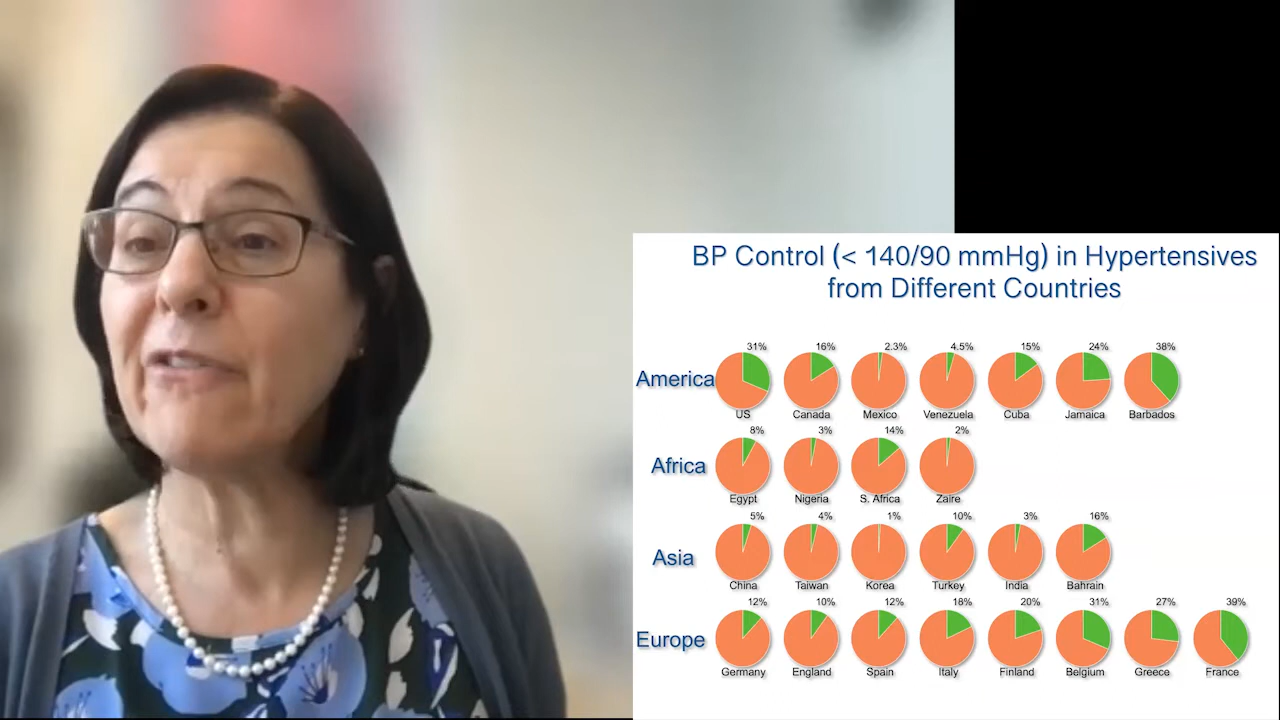 BP Control (< 140/90 mmHg) in Hypertensives
from Different Countries
31% 16% 2.3% 4.5% 15% 24% 38%
America
US Canada Mexico Venezuela Cuba Jamaica Barbados
8% 3% 14% 2%
Africa
Egypt Nigeria S. Africa Zaire
5% 4% 1% 10% 3% 16%
Asia
China Taiwan Korea Turkey India Bahrain
12% 10% 12% 18% 20% 31% 27% 39%
Europe
Germany England Spain Italy Finland Belgium Greece France